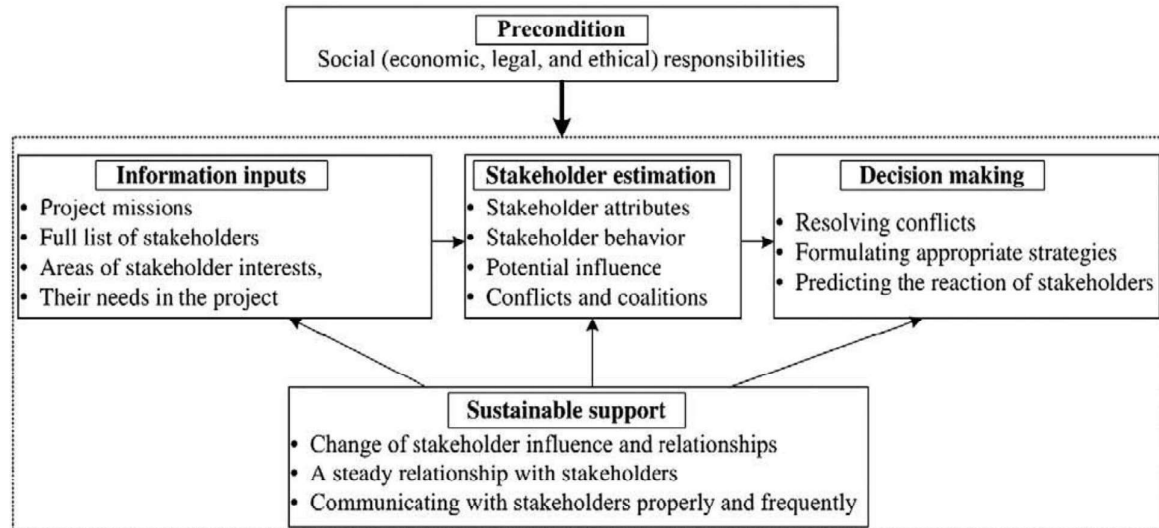 Precondition
Social (economic, legal, and ethical) responsibilities
Information inputs
• Project missions
• Full list of stakeholders
• Areas of stakeholder interests,
• Their needs in the project
Stakeholder estimation
• Stakeholder attributes
• Stakeholder behavior
• Potential influence
• Conflicts and coalitions
Decision making
• Resolving conflicts
• Formulating appropriate strategies
• Predicting the reaction of stakeholders
Sustainable support
• Change of stakeholder influence and relationships
• A steady relationship with stakeholders
• Communicating with stakeholders properly and frequently